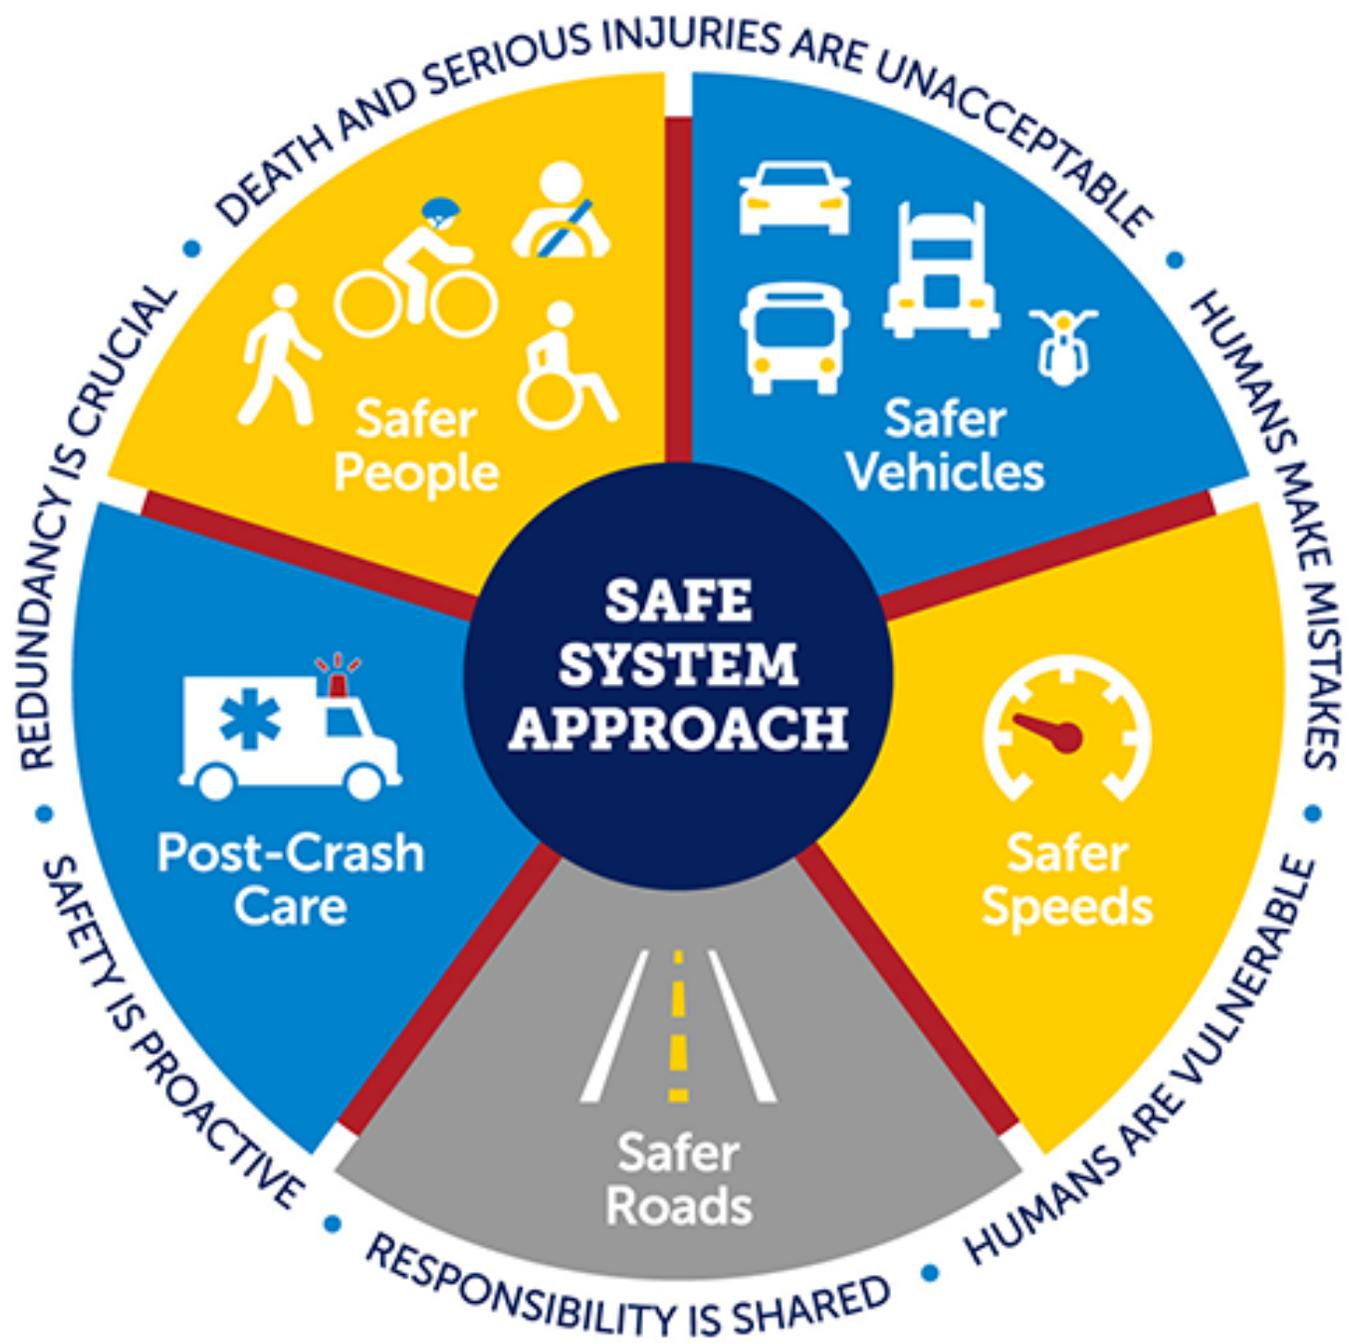 DEATH AND SERIOUS INJURIES ARE UNACCEPTABLE
HUMANS MAKE MISTAKES
HUMANS ARE VULNERABLE
RESPONSIBILITY IS SHARED
SAFETY IS PROACTIVE
REDUNDANCY IS CRUCIAL
Safer
People
Safer
Vehicles
SAFE
SYSTEM
APPROACH
Post-Crash
Care
Safer
Speeds
Safer
Roads